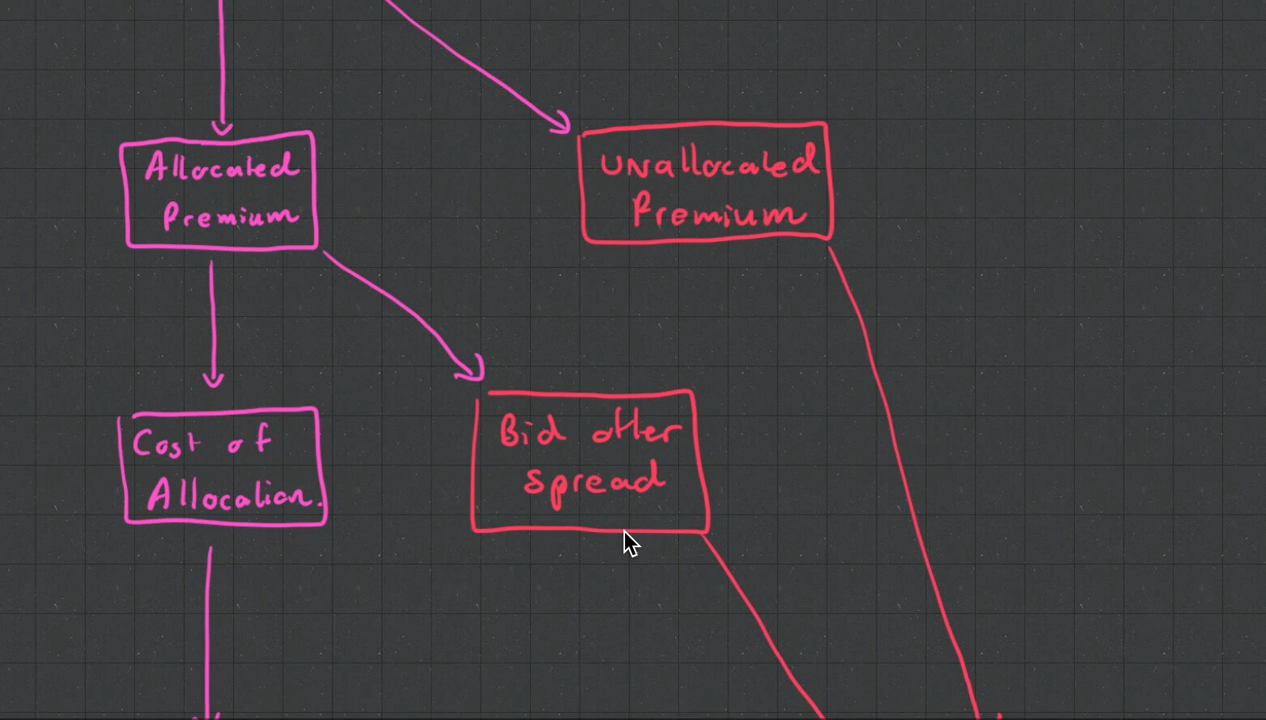 Allocated
Premium
Unallocated
Premium
Cost of
Allocation.
Bid offer
spread